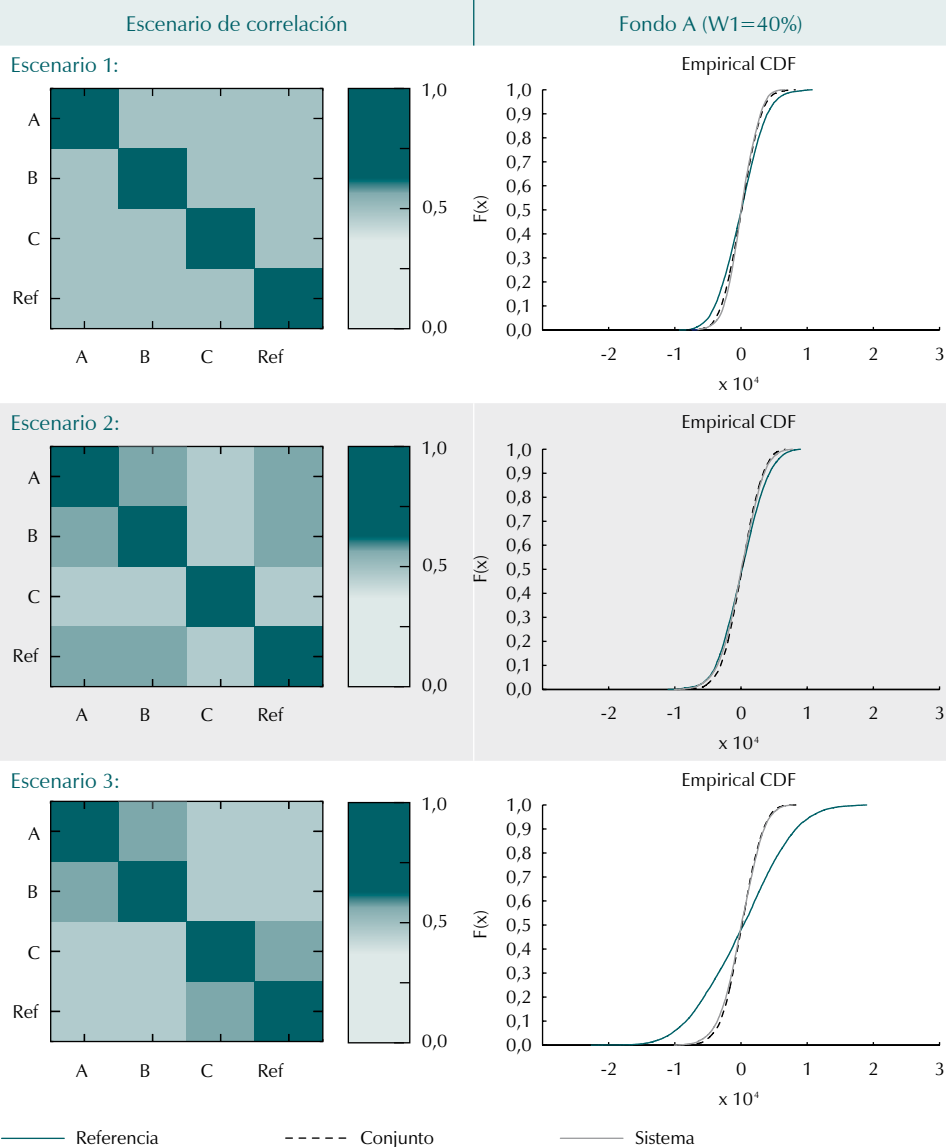 Escenario de correlación
Fondo A (W1=40%)
Escenario 1:
A
B
C
Ref
A B C Ref
1,0
0,5
0,0
Empirical CDF
F(x)
1,0
0,9
0,8
0,7
0,6
0,5
0,4
0,3
0,2
0,1
0,0
-2 -1 0 1 2 3
x 10⁴
Escenario 2:
A
B
C
Ref
A B C Ref
1,0
0,5
0,0
Empirical CDF
F(x)
1,0
0,9
0,8
0,7
0,6
0,5
0,4
0,3
0,2
0,1
0,0
-2 -1 0 1 2 3
x 10⁴
Escenario 3:
A
B
C
Ref
A B C Ref
1,0
0,5
0,0
Empirical CDF
F(x)
1,0
0,9
0,8
0,7
0,6
0,5
0,4
0,3
0,2
0,1
0,0
-2 -1 0 1 2 3
x 10⁴
Referencia Conjunto Sistema